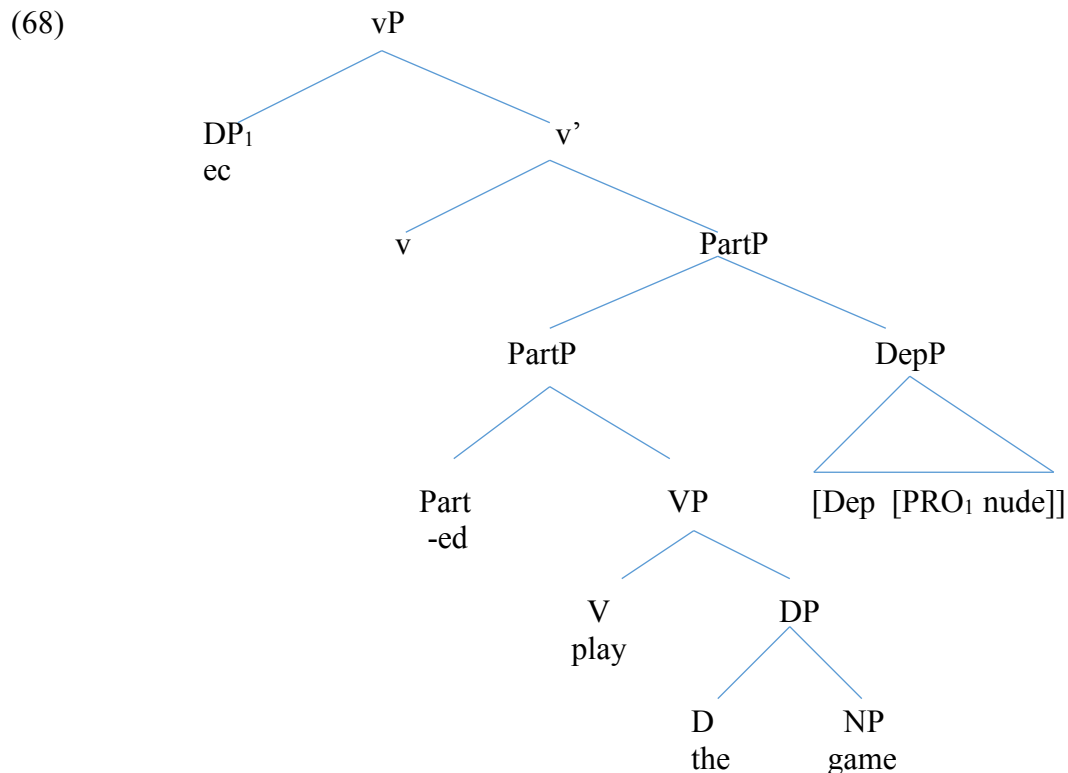 (68) vP
DP₁ v’
ec
v PartP
PartP DepP
Part VP [Dep [PRO₁ nude]]
-ed
V DP
play
D NP
the game